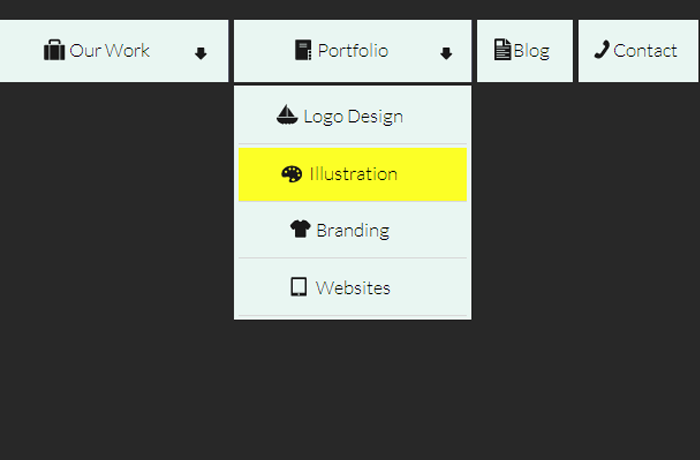 Our Work
Portfolio
Blog
Contact
Logo Design
Illustration
Branding
Websites